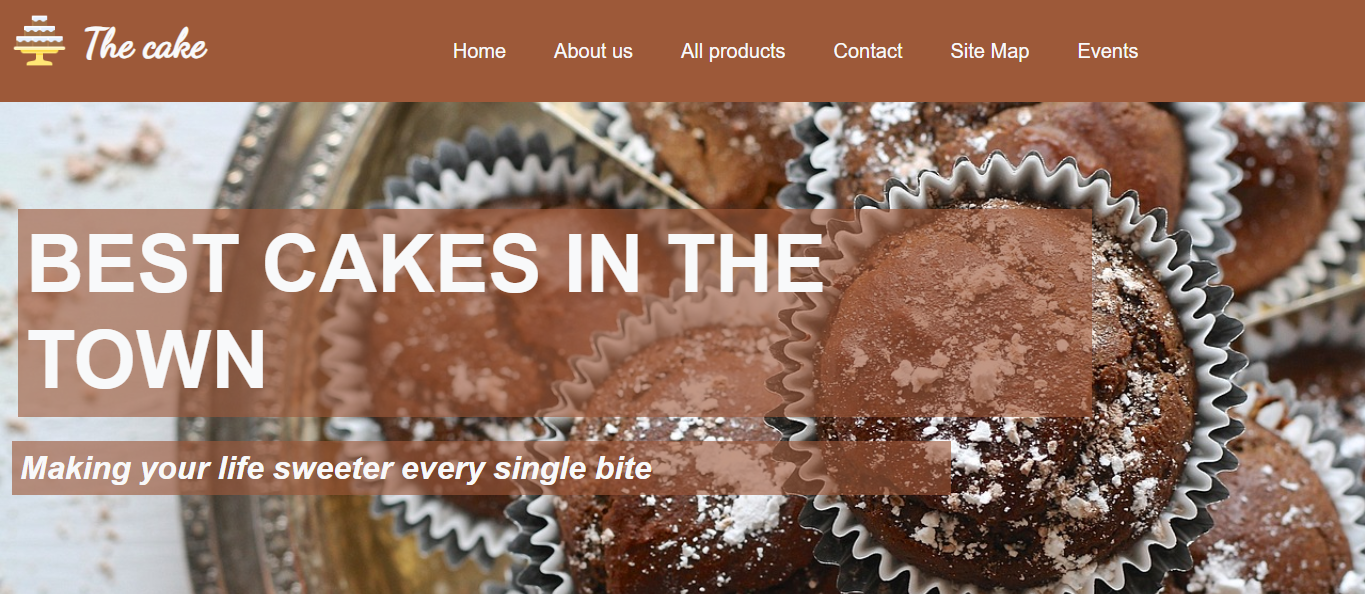 The cake
Home About us All products Contact Site Map Events
BEST CAKES IN THE
TOWN
Making your life sweeter every single bite